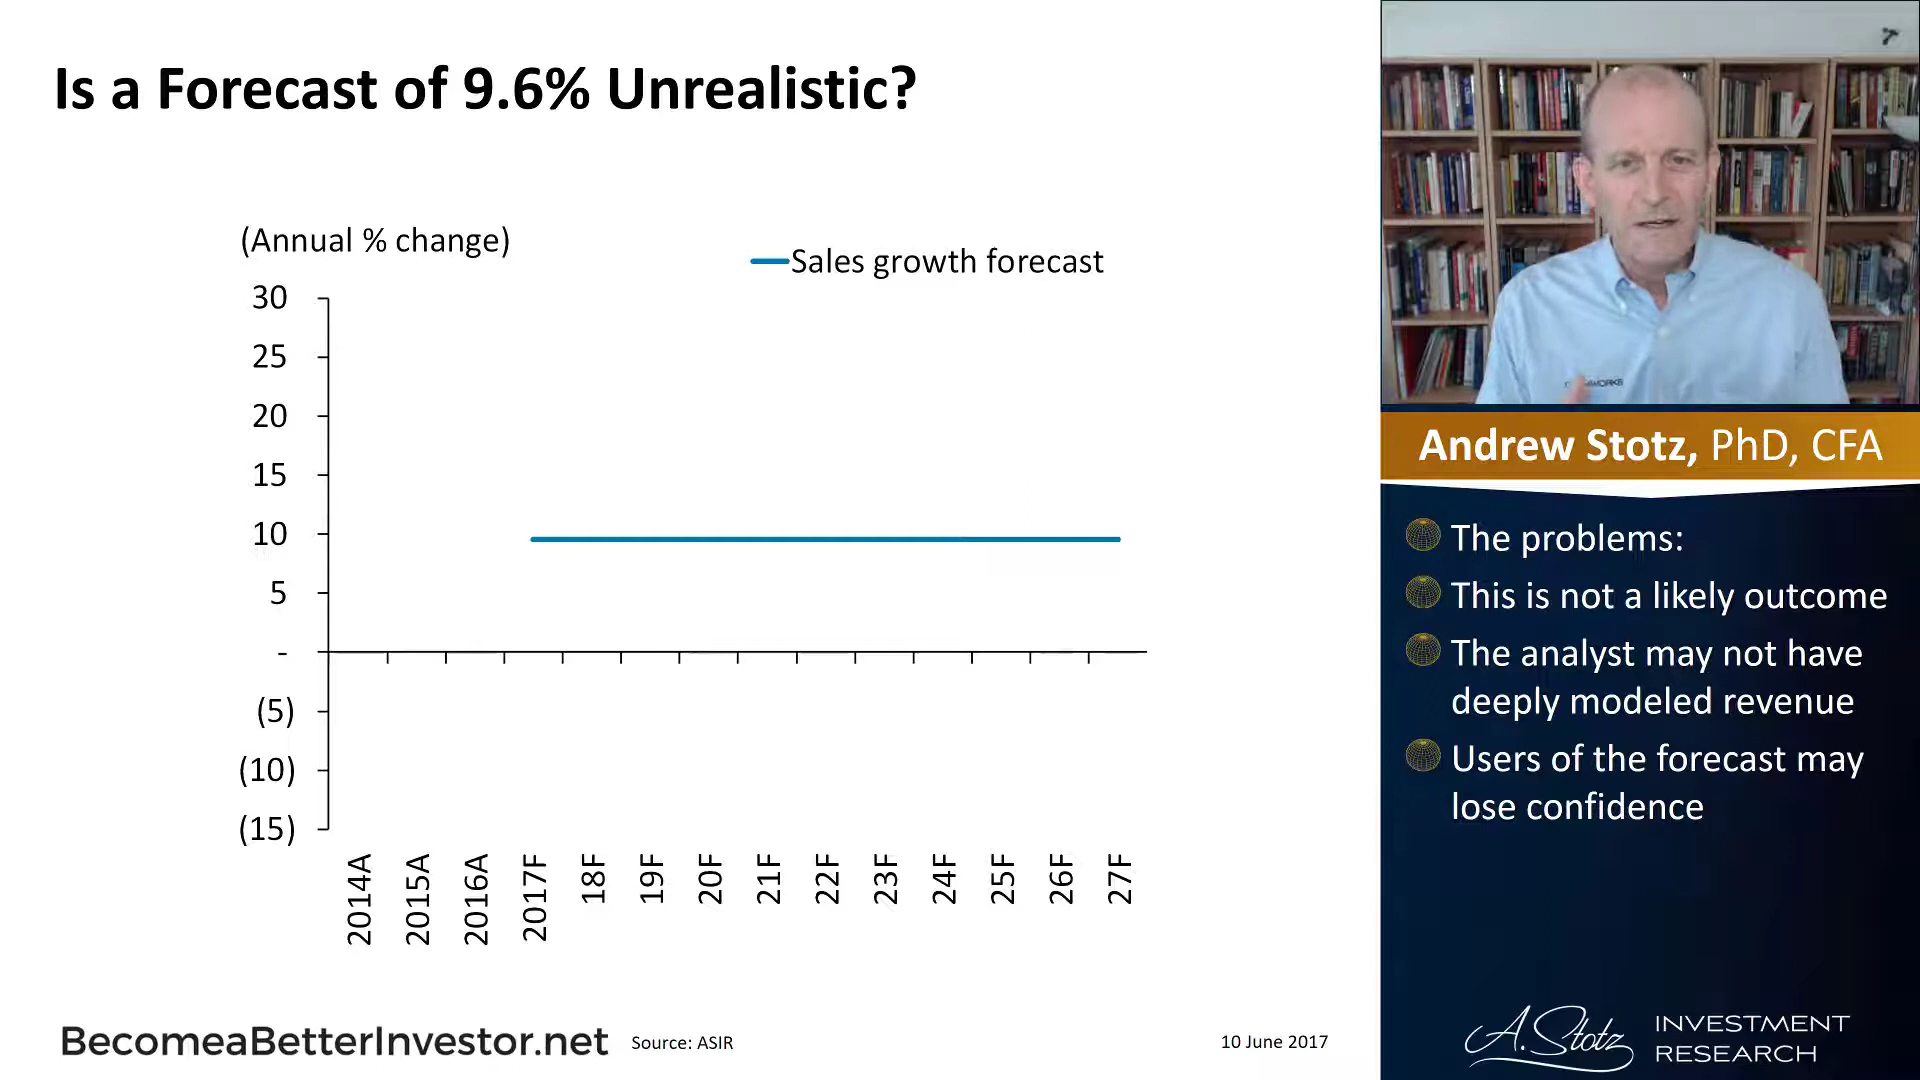 Is a Forecast of 9.6% Unrealistic?
(Annual % change)
Sales growth forecast
30
25
20
15
10
5
-
(5)
(10)
(15)
2014A
2015A
2016A
2017F
18F
19F
20F
21F
22F
23F
24F
25F
26F
27F
BecomeaBetterInvestor.net
Source: ASIR
10 June 2017
Andrew Stotz, PhD, CFA
The problems:
This is not a likely outcome
The analyst may not have
deeply modeled revenue
Users of the forecast may
lose confidence
A. Stotz
INVESTMENT
RESEARCH